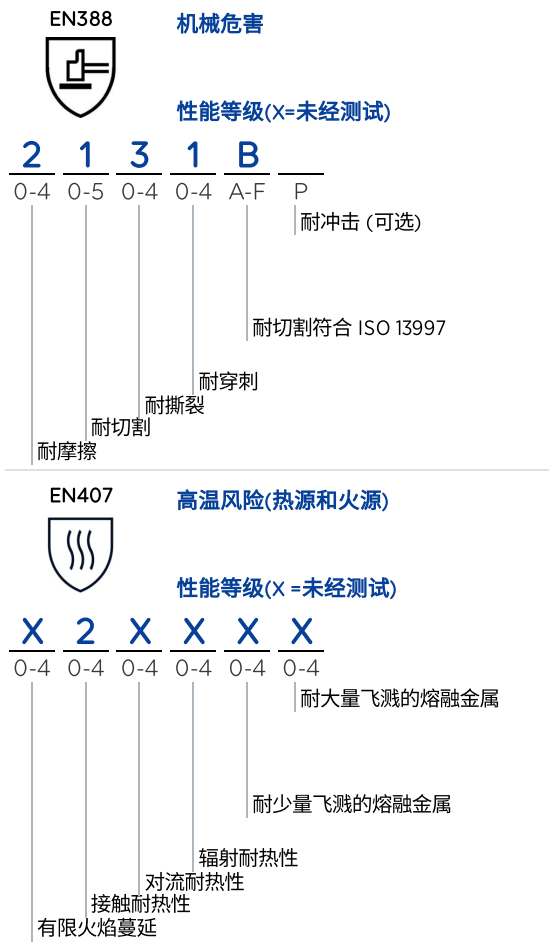 EN388
机械危害
性能等级(X=未经测试)
2 1 3 1 B
0-4 0-5 0-4 0-4 A-F P
耐冲击 (可选)
耐切割符合 ISO 13997
耐穿刺
耐撕裂
耐切割
耐摩擦
EN407
高温风险(热源和火源)
性能等级(X =未经测试)
X 2 X X X X
0-4 0-4 0-4 0-4 0-4 0-4
耐大量飞溅的熔融金属
耐少量飞溅的熔融金属
辐射耐热性
对流耐热性
接触耐热性
有限火焰蔓延